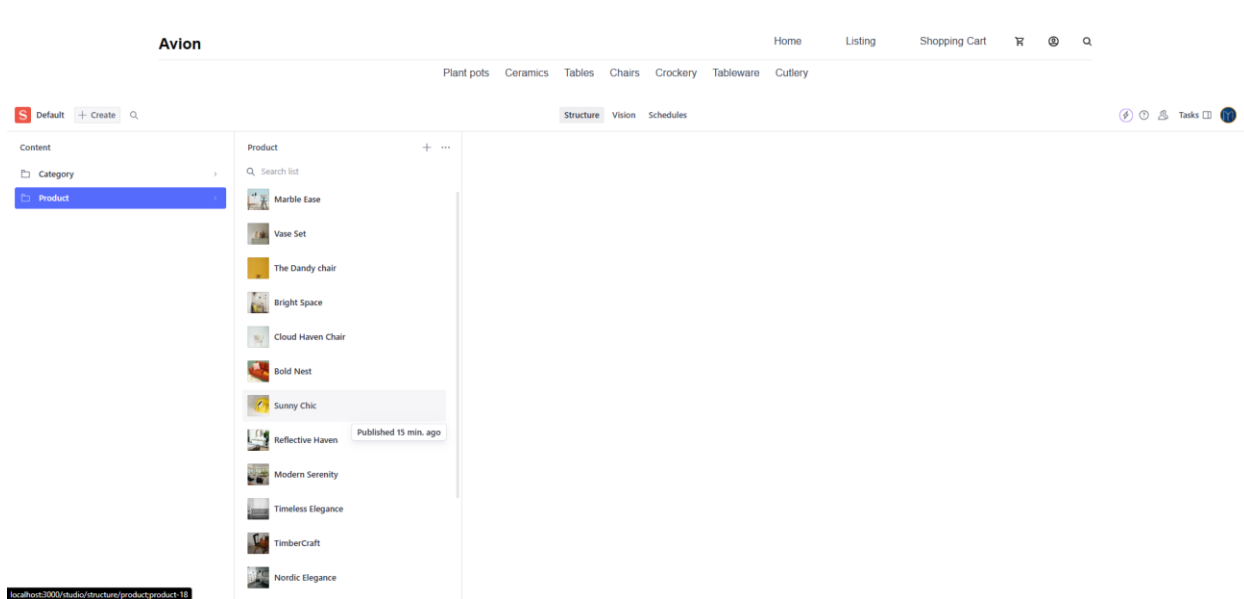 Avion
Home Listing Shopping Cart
Plant pots Ceramics Tables Chairs Crockery Tableware Cutlery
S Default + Create Structure Vision Schedules Tasks
Content
Category
Product
Product
Search list
Marble Ease
Vase Set
The Dandy chair
Bright Space
Cloud Haven Chair
Bold Nest
Sunny Chic
Published 15 min. ago
Reflective Haven
Modern Serenity
Timeless Elegance
TimberCraft
Nordic Elegance
localhost:3000/studio/structure/product;product-18